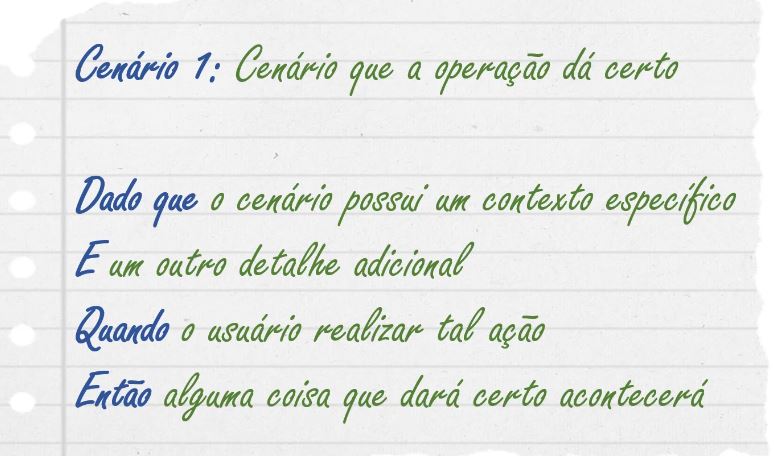 Cenário 1: Cenário que a operação dá certo
Dado que o cenário possui um contexto específico
E um outro detalhe adicional
Quando o usuário realizar tal ação
Então alguma coisa que dará certo acontecerá